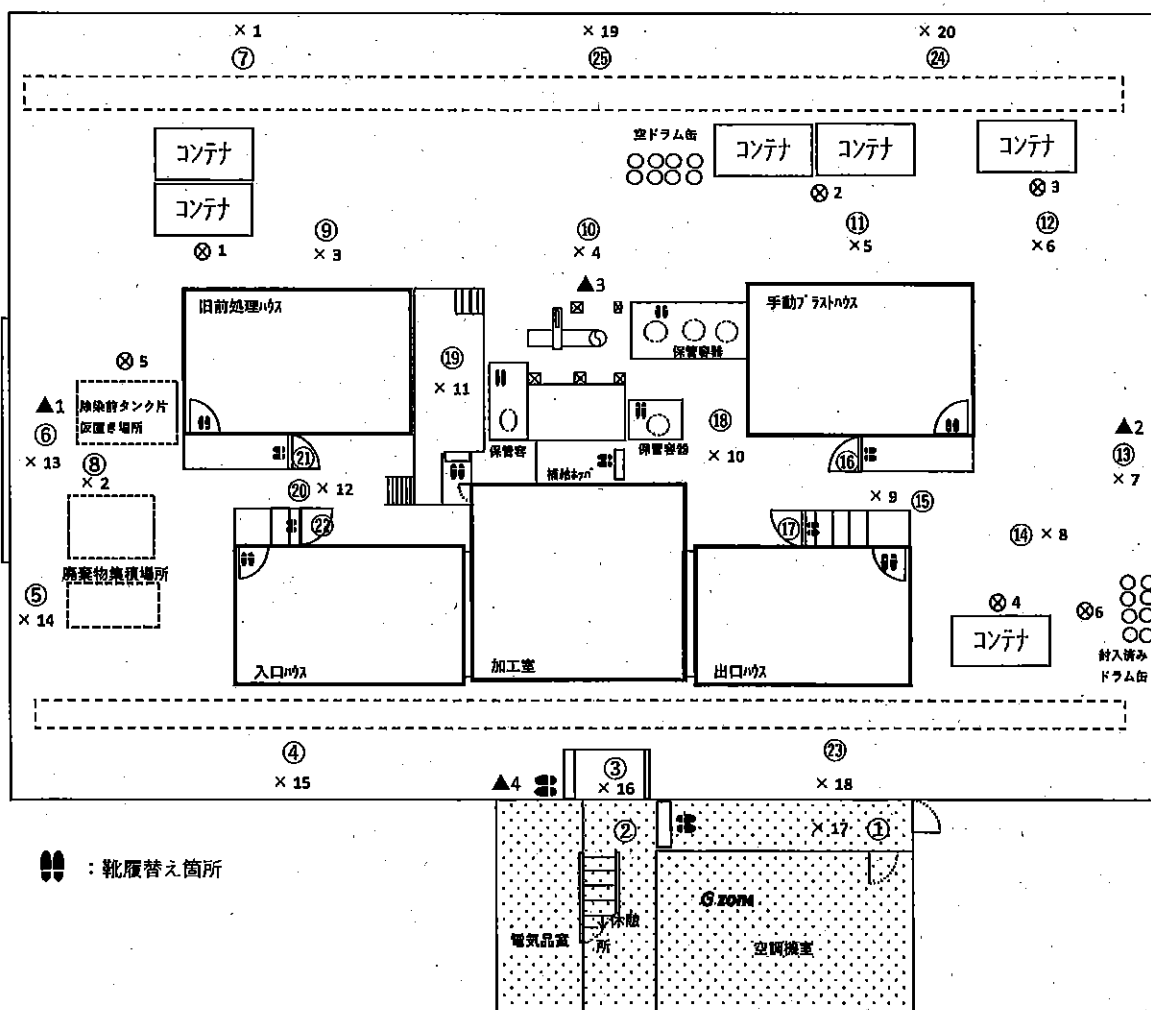 × 1
× 19
× 20
⑦
㉕
㉔
コンテナ
空ドラム缶
コンテナ
コンテナ
コンテナ
コンテナ
⊗ 1
⊗ 2
⊗ 3
⑨
⑩
⑪
⑫
× 3
× 4
×5
× 6
▲3
旧前処理ハウス
手動ブラストハウス
保管容器
⑲
× 11
⊗ 5
▲1
除染前タンク片
仮置き場所
⑥
× 13
⑧
× 2
保管容
保管容器
⑱
× 10
▲2
⑬
× 7
㉑
⑯
補給ホッパ
⑳
× 12
× 9
⑮
㉒
⑰
⑭
× 8
廃棄物集積場所
⑤
× 14
⊗ 4
⊗6
コンテナ
封入済み
ドラム缶
入口ハウス
加工室
出口ハウス
④
× 15
▲4
③
× 16
㉓
× 18
②
× 17
①
：靴履替え箇所
G zone
休憩
所
電気品室
空調機室